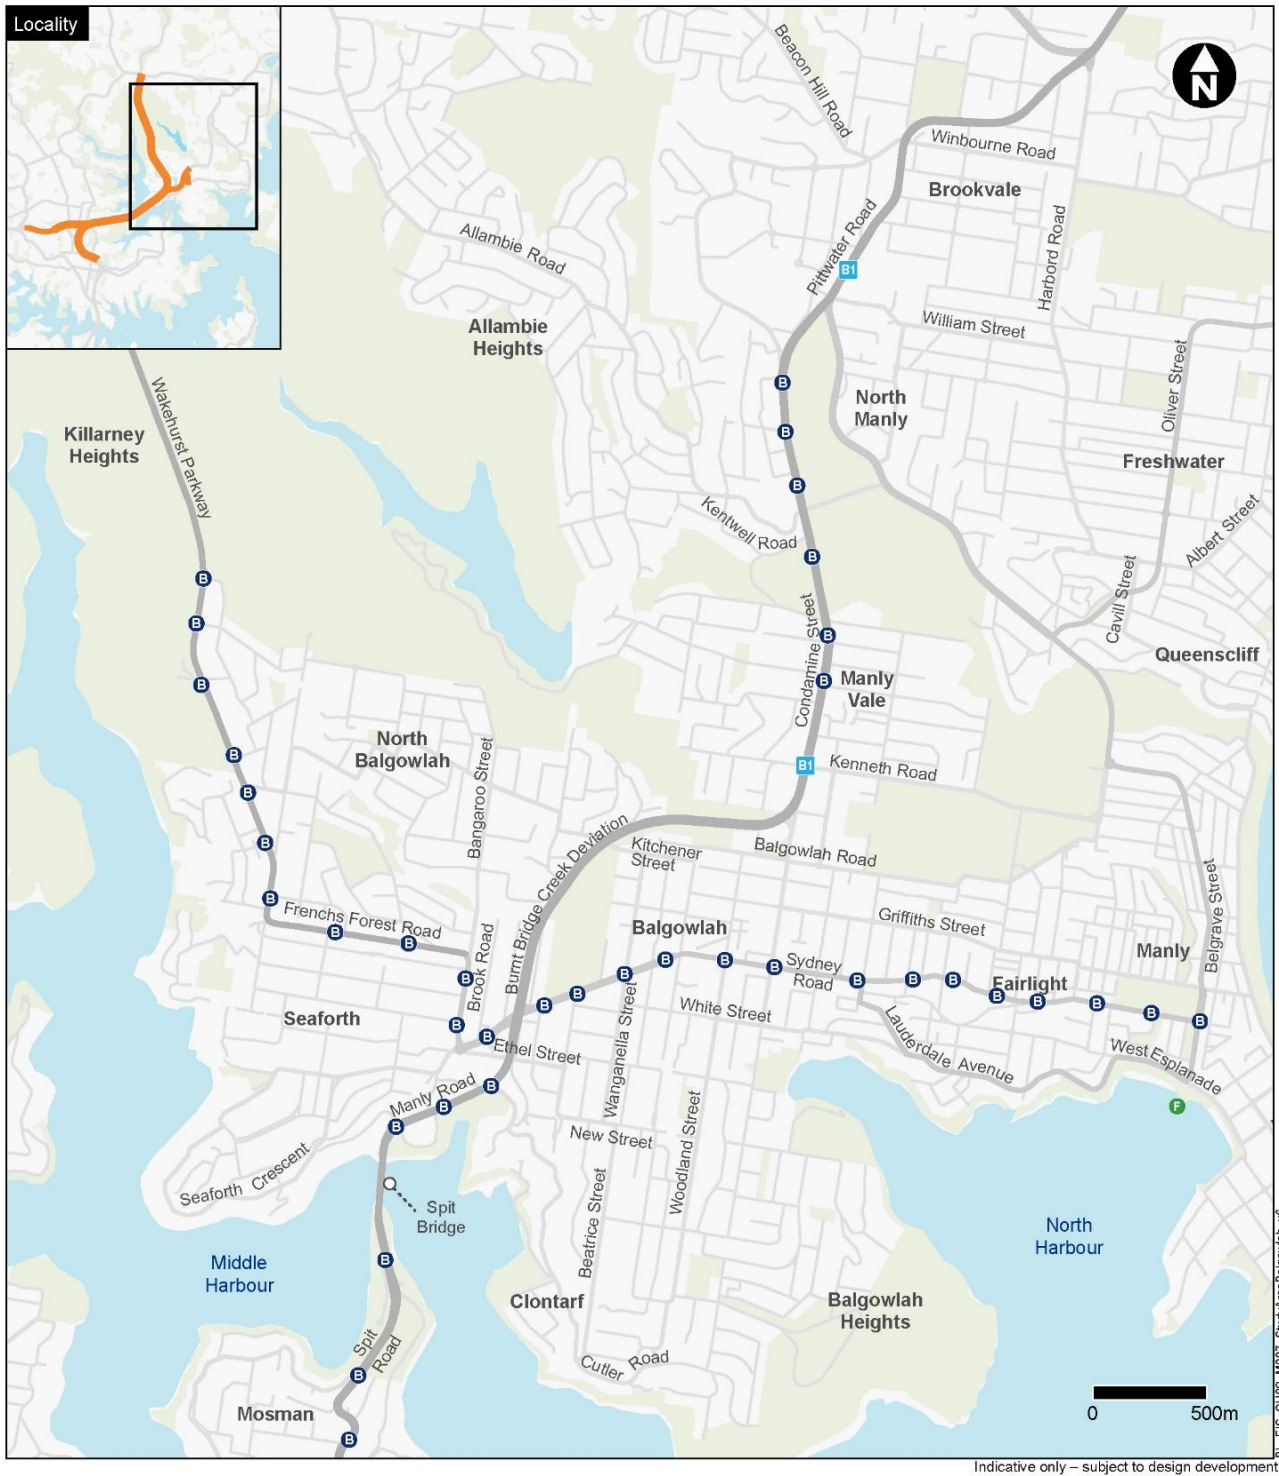 Locality
N
Beacon Hill Road
Winbourne Road
Brookvale
Pittwater Road
Harbord Road
B1
Allambie Road
Allambie
Heights
William Street
Oliver Street
Wakehurst Parkway
B
North
Manly
Killarney
Heights
B
Freshwater
B
Kentwell Road
Albert Street
B
B
Cavill Street
Condamine Street
B
B
Queenscliff
B
B
Manly
Vale
North
Balgowlah
Bangaroo Street
B
B1
Kenneth Road
B
Burnt Bridge Creek Deviation
B
Kitchener
Street
Balgowlah Road
Belgrave Street
B
Frenchs Forest Road
B
B
Brook Road
Balgowlah
Griffiths Street
Manly
B
B
B
B
B
Sydney
Road
B
B
B
Fairlight
B
B
B
B
B
B
B
Seaforth
B
B
Ethel Street
Wanganella Street
White Street
Lauderdale Avenue
West Esplanade
Manly Road
B
B
B
F
New Street
Woodland Street
Seaforth Crescent
Beatrice Street
Spit
Bridge
North
Harbour
Middle
Harbour
B
Clontarf
Balgowlah
Heights
Spit
Road
B
Cutler Road
Mosman
B
0 500m
Indicative only – subject to design development